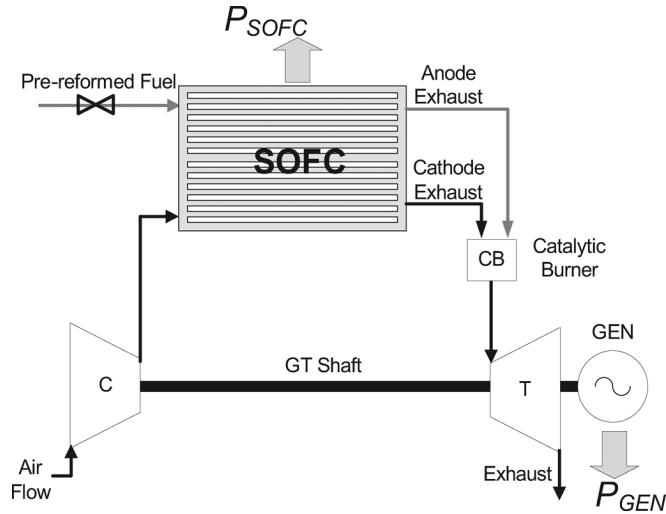 P_SOFC
Pre-reformed Fuel
Anode
Exhaust
SOFC
Cathode
Exhaust
CB
Catalytic
Burner
GEN
GT Shaft
C
T
Air
Flow
Exhaust
P_GEN